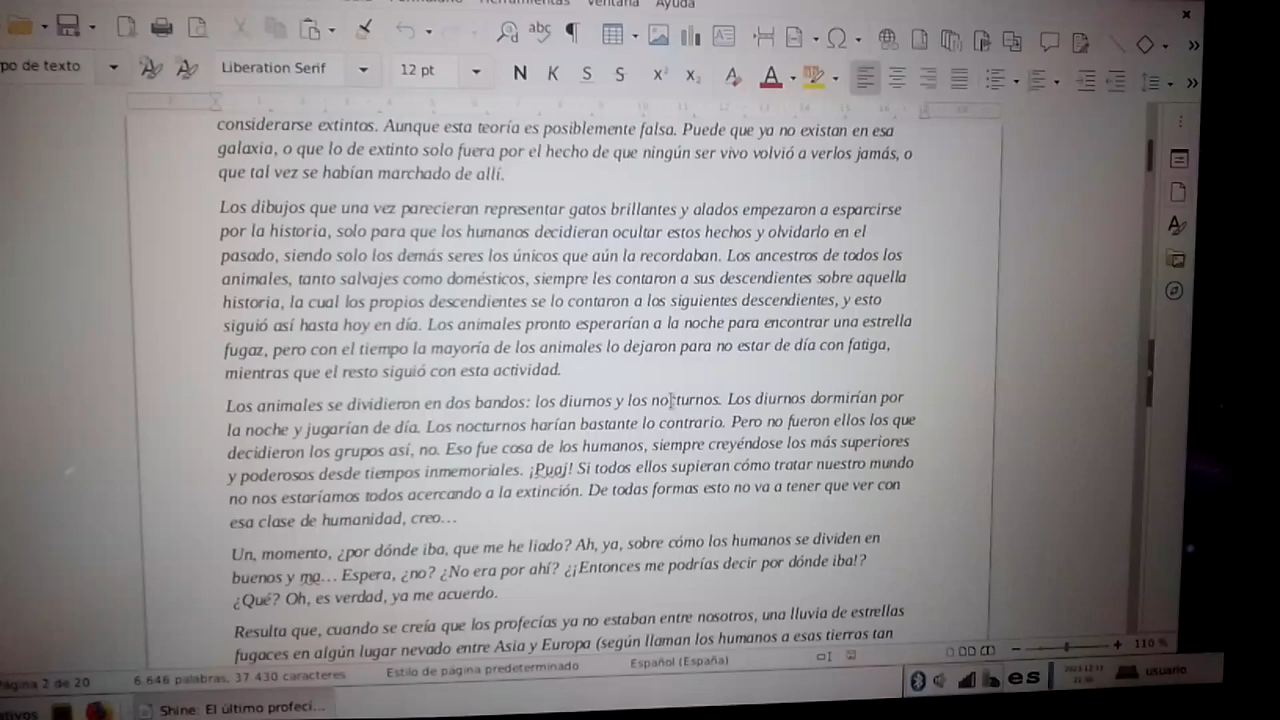 Ventana Ayuda
po de texto Liberation Serif 12 pt N K S S
considerarse extintos. Aunque esta teoría es posiblemente falsa. Puede que ya no existan en esa
galaxia, o que lo de extinto solo fuera por el hecho de que ningún ser vivo volvió a verlos jamás, o
que tal vez se habían marchado de allí.
Los dibujos que una vez parecieran representar gatos brillantes y alados empezaron a esparcirse
por la historia, solo para que los humanos decidieran ocultar estos hechos y olvidarlo en el
pasado, siendo solo los demás seres los únicos que aún la recordaban. Los ancestros de todos los
animales, tanto salvajes como domésticos, siempre les contaron a sus descendientes sobre aquella
historia, la cual los propios descendientes se lo contaron a los siguientes descendientes, y esto
siguió así hasta hoy en día. Los animales pronto esperarían a la noche para encontrar una estrella
fugaz, pero con el tiempo la mayoría de los animales lo dejaron para no estar de día con fatiga,
mientras que el resto siguió con esta actividad.
Los animales se dividieron en dos bandos: los diurnos y los nocturnos. Los diurnos dormirían por
la noche y jugarían de día. Los nocturnos harían bastante lo contrario. Pero no fueron ellos los que
decidieron los grupos así, no. Eso fue cosa de los humanos, siempre creyéndose los más superiores
y poderosos desde tiempos inmemoriales. ¡Puaj! Si todos ellos supieran cómo tratar nuestro mundo
no nos estaríamos todos acercando a la extinción. De todas formas esto no va a tener que ver con
esa clase de humanidad, creo...
Un, momento, ¿por dónde iba, que me he liado? Ah, ya, sobre cómo los humanos se dividen en
buenos y ma... Espera, ¿no? ¿No era por ahí? ¿¡Entonces me podrías decir por dónde iba!?
¿Qué? Oh, es verdad, ya me acuerdo.
Resulta que, cuando se creía que los profecías ya no estaban entre nosotros, una lluvia de estrellas
fugaces en algún lugar nevado entre Asia y Europa (según llaman los humanos a esas tierras tan
Página 2 de 20 6.646 palabras, 37 430 caracteres Estilo de página predeterminado Español (España) 110 %
es usuario
Shine: El último profecí...